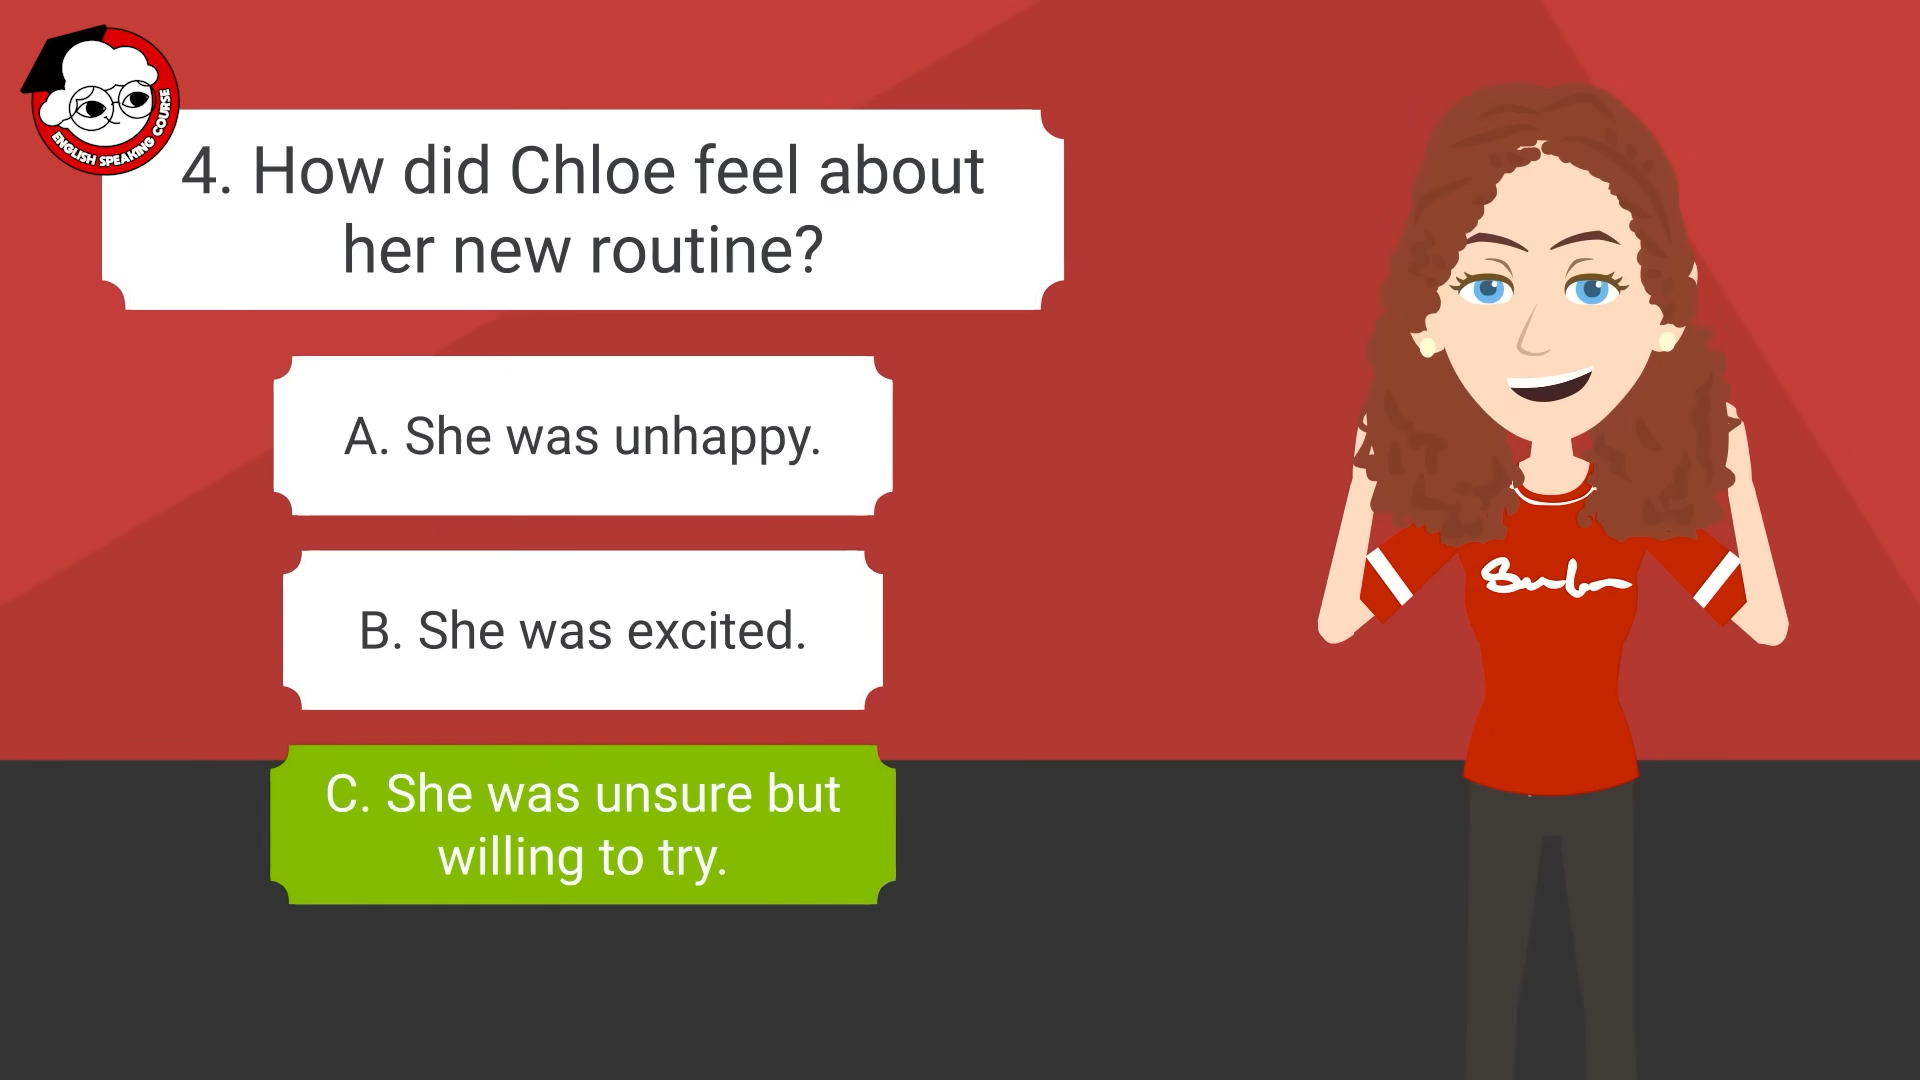 ENGLISH SPEAKING COURSE
4. How did Chloe feel about
her new routine?
A. She was unhappy.
B. She was excited.
C. She was unsure but
willing to try.